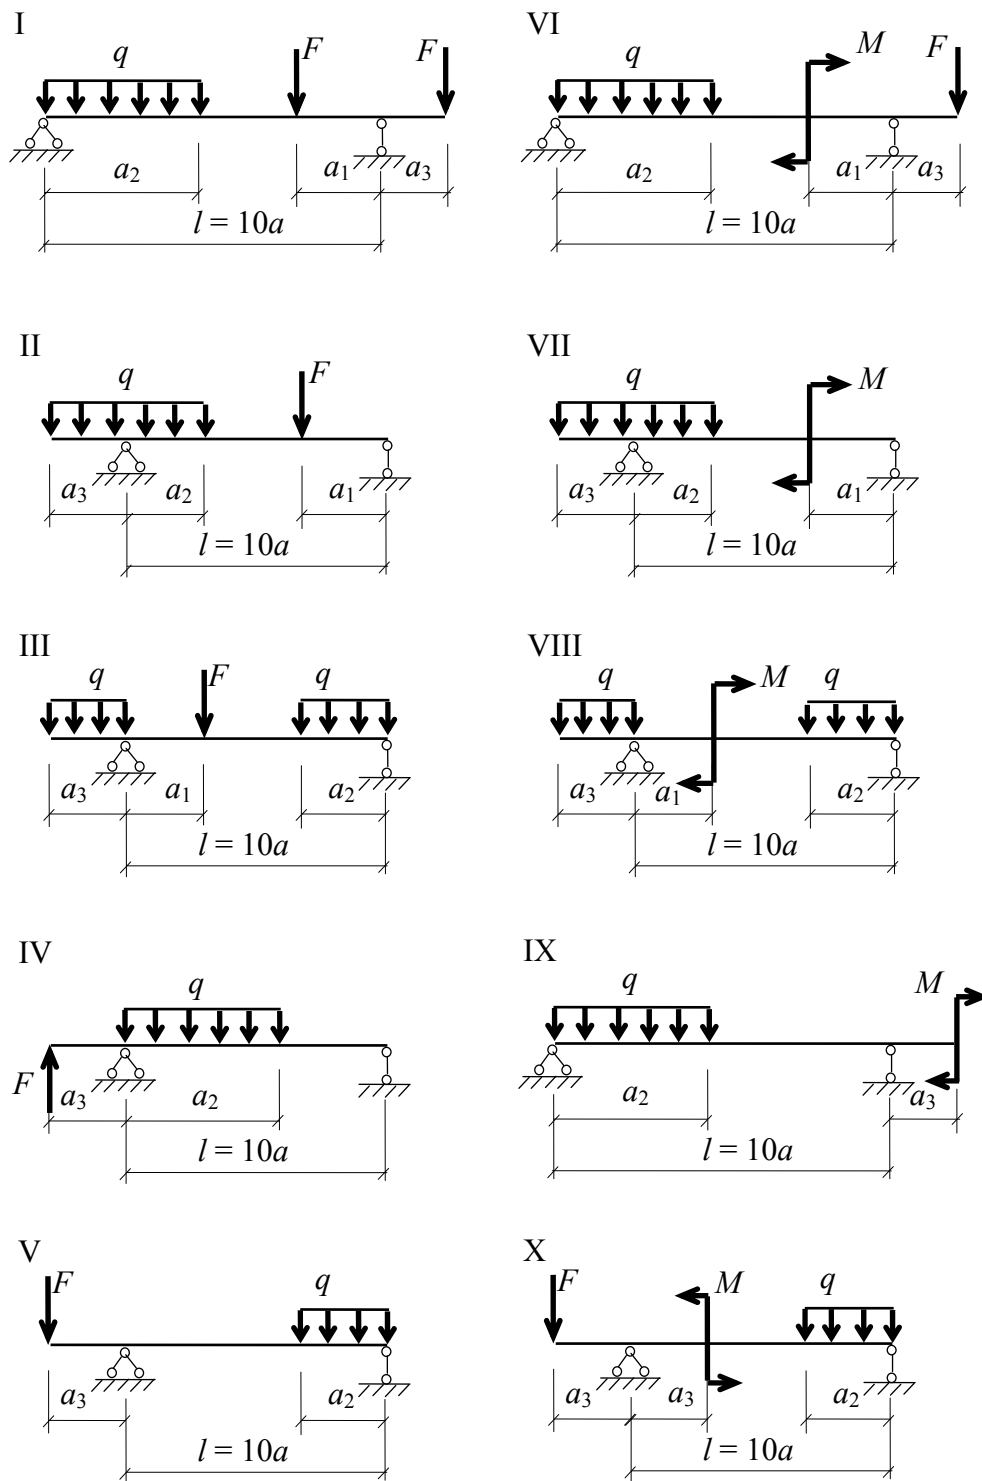 I
VI
q
F
F
q
M
F
a₂
a₁
a₃
a₂
a₁
a₃
l = 10a
l = 10a
II
VII
q
F
q
M
a₃
a₂
a₁
a₃
a₂
a₁
l = 10a
l = 10a
III
VIII
q
F
q
q
M
q
a₃
a₁
a₂
a₃
a₁
a₂
l = 10a
l = 10a
IV
IX
q
q
M
F
a₃
a₂
a₂
a₃
l = 10a
l = 10a
V
X
F
q
F
M
q
a₃
a₂
a₃
a₃
a₂
l = 10a
l = 10a